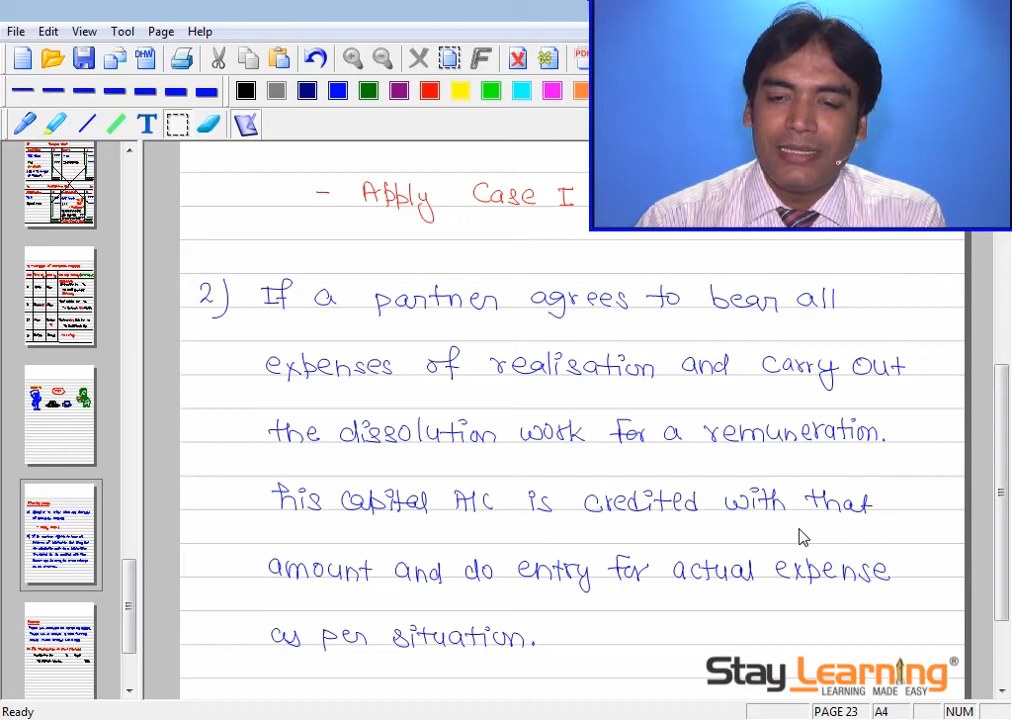 File Edit View Tool Page Help
- Apply Case I
2) If a partner agrees to bear all
expenses of realisation and carry out
the dissolution work for a remuneration.
his capital A/C is credited with that
amount and do entry for actual expense
as per situation.
Stay Learning®
LEARNING MADE EASY
Ready PAGE 23 A4 NUM